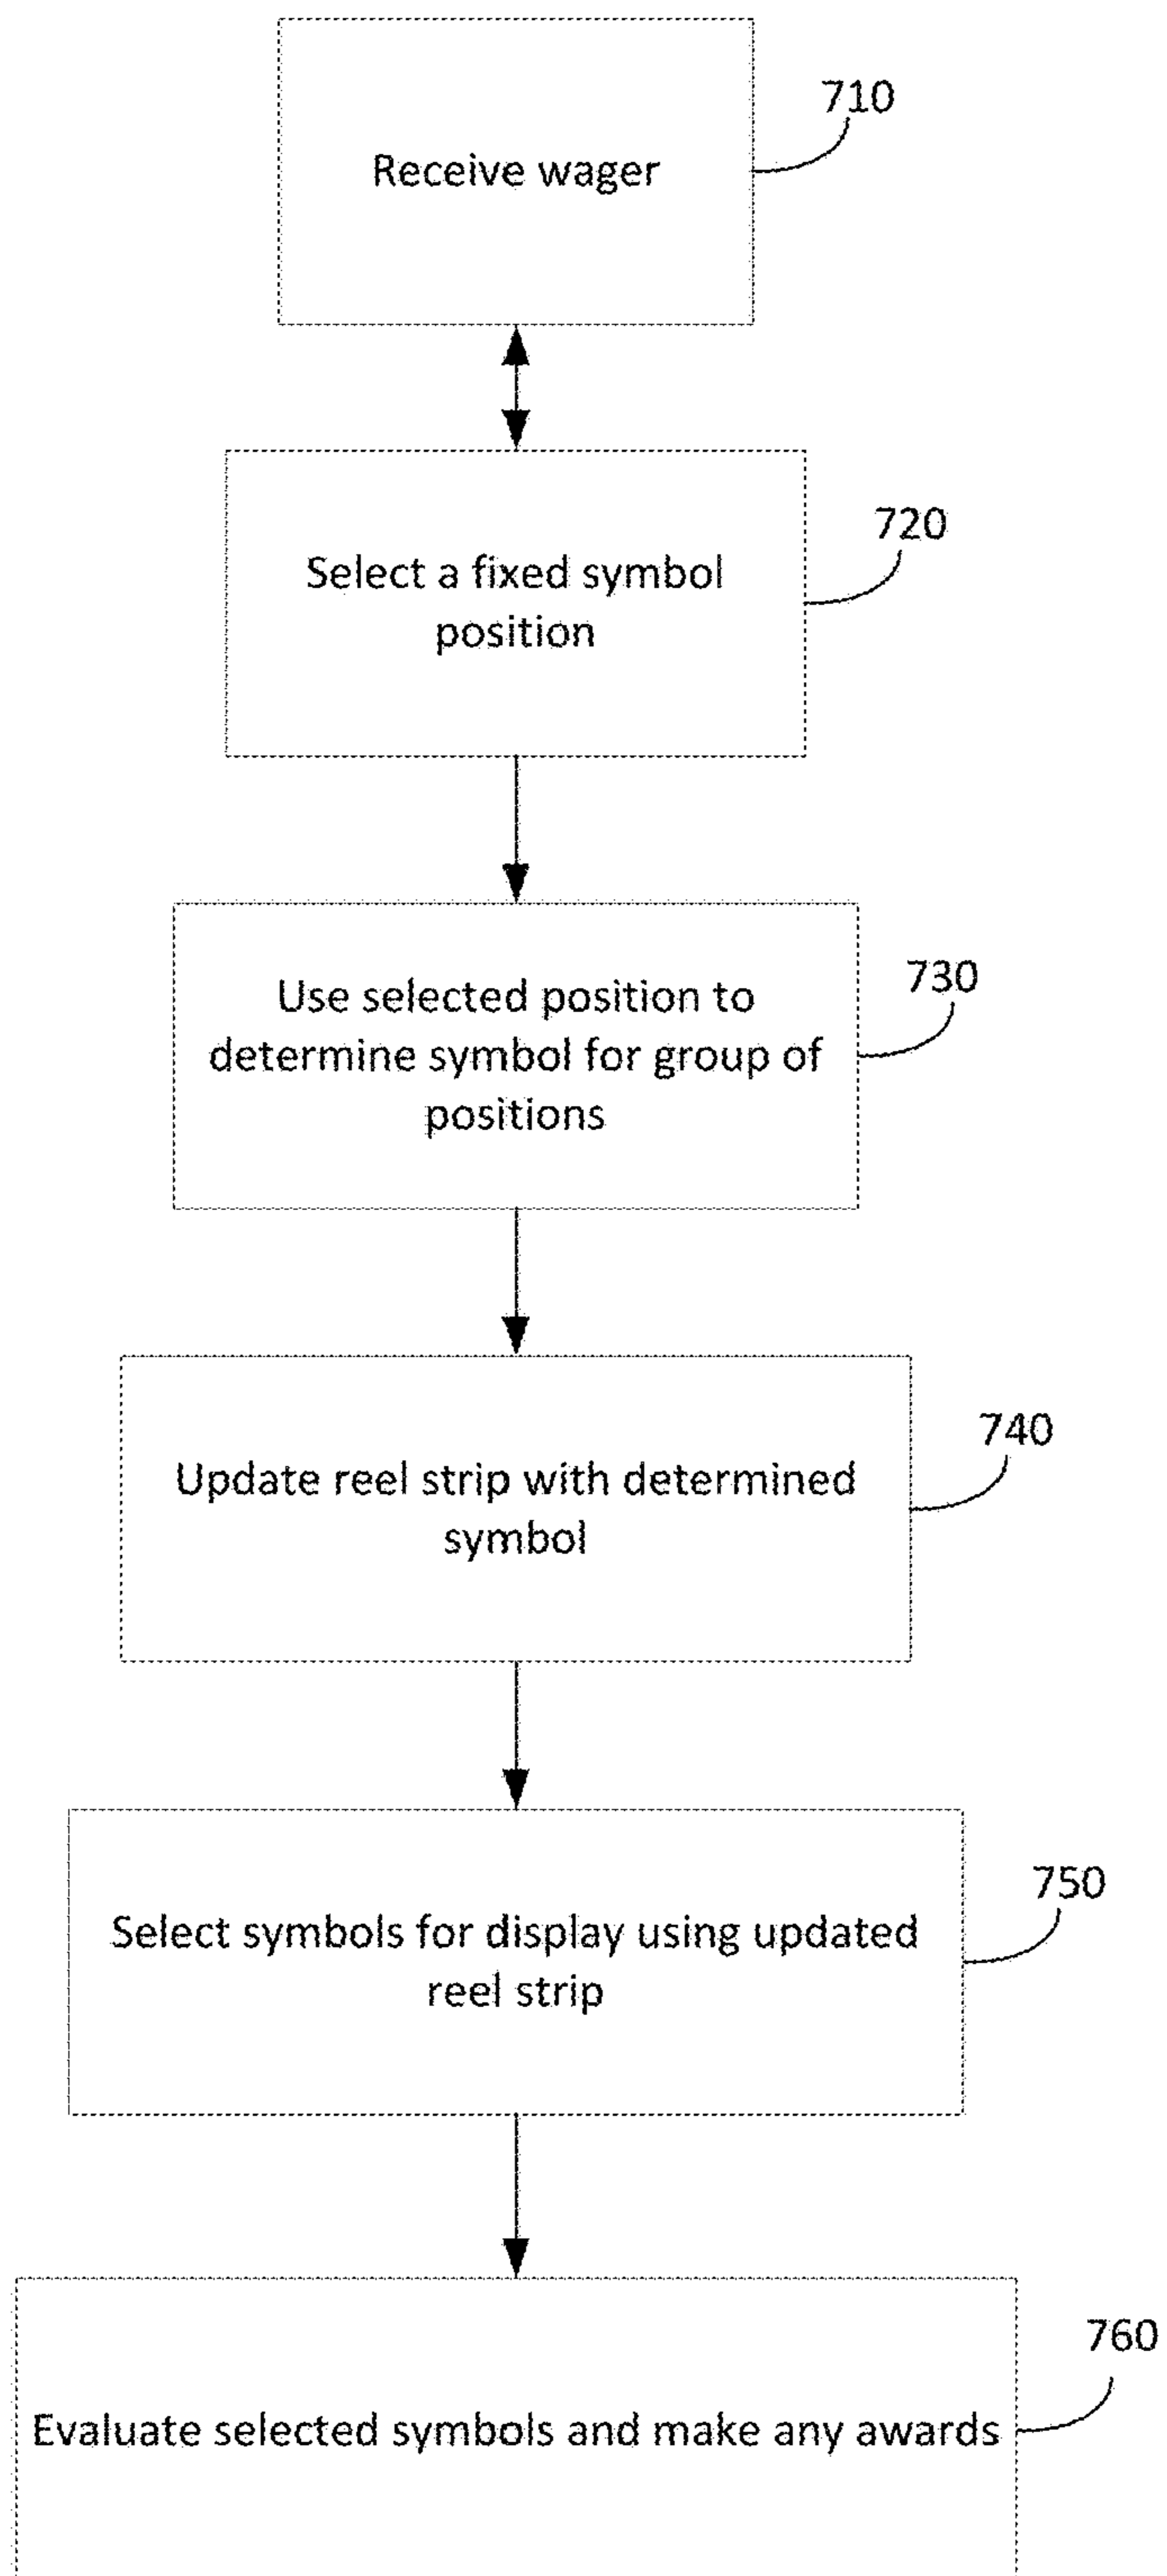 710
Receive wager
720
Select a fixed symbol
position
730
Use selected position to
determine symbol for group of
positions
740
Update reel strip with determined
symbol
750
Select symbols for display using updated
reel strip
760
Evaluate selected symbols and make any awards